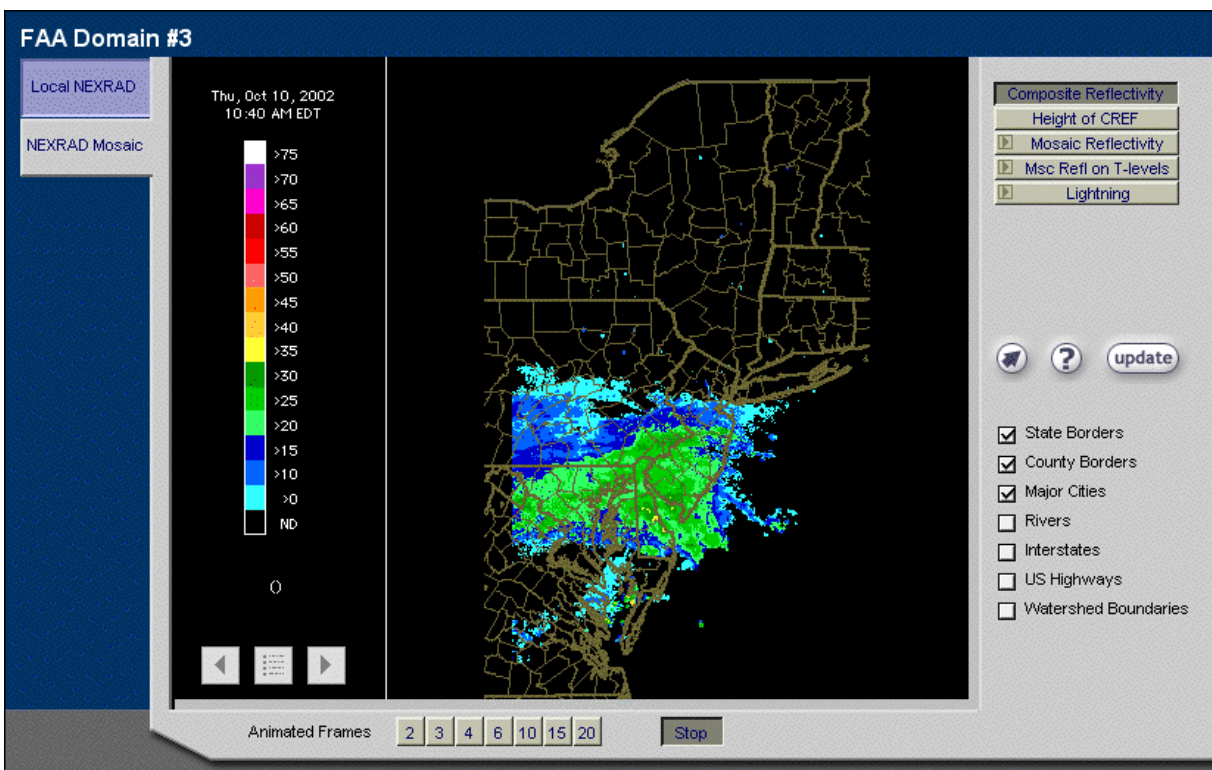 FAA Domain #3
Local NEXRAD
NEXRAD Mosaic
Thu, Oct 10, 2002
10:40 AM EDT
>75
>70
>65
>60
>55
>50
>45
>40
>35
>30
>25
>20
>15
>10
>0
ND
()
Composite Reflectivity
Height of CREF
Mosaic Reflectivity
Msc Refl on T-levels
Lightning
? update
State Borders
County Borders
Major Cities
Rivers
Interstates
US Highways
Watershed Boundaries
Animated Frames 2 3 4 6 10 15 20 Stop